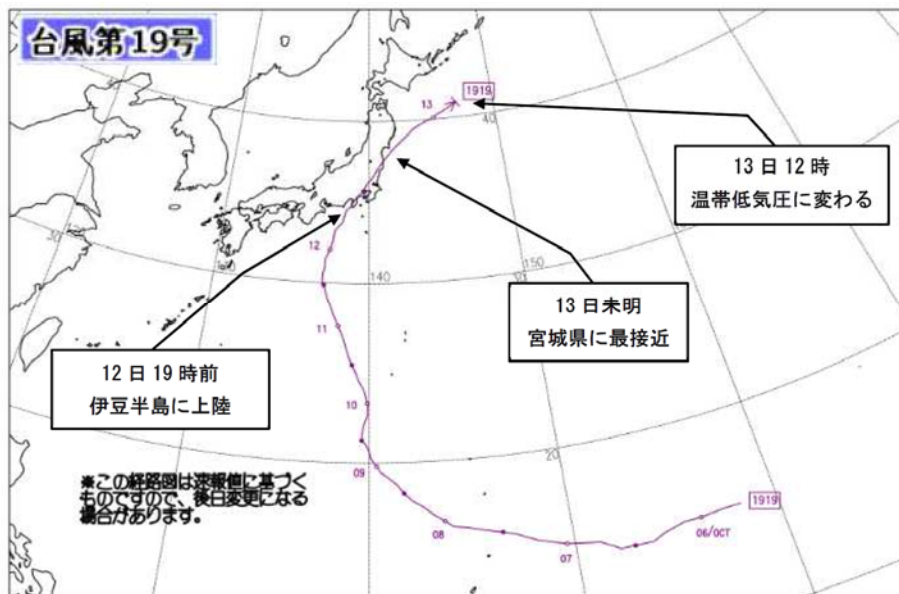 台風第19号
1919
13
40
13日12時
温帯低気圧に変わる
12
30
140
150
30
13日未明
宮城県に最接近
11
12日19時前
伊豆半島に上陸
10
20
09
※この経路図は速報値に基づく
ものですので、後日変更になる
場合があります。
1919
06/OCT
08
07